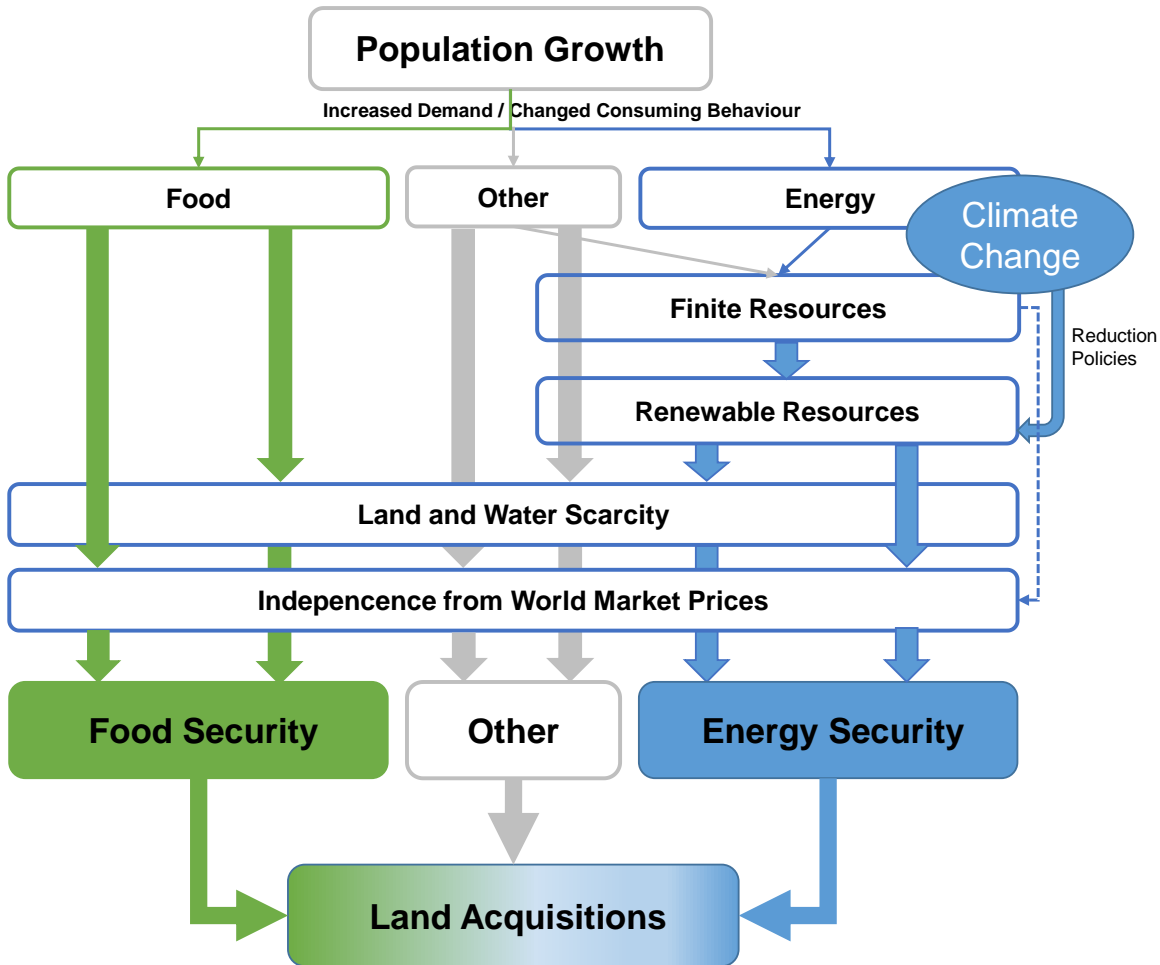 Population Growth
Increased Demand / Changed Consuming Behaviour
Food
Other
Energy
Climate
Change
Finite Resources
Reduction
Policies
Renewable Resources
Land and Water Scarcity
Indepencence from World Market Prices
Food Security
Other
Energy Security
Land Acquisitions